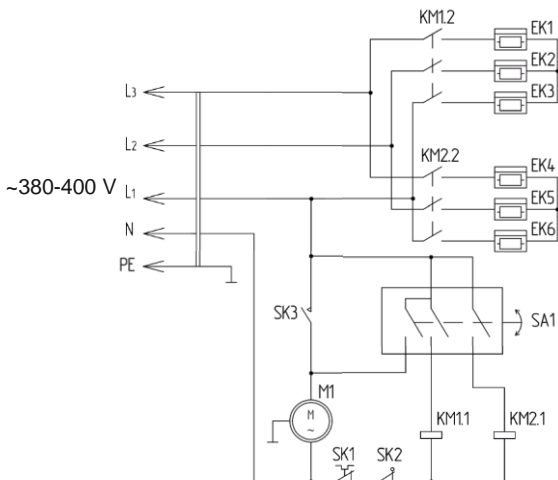 KM1.2
EK1
EK2
EK3
L3
L2
KM2.2
EK4
~380-400 V L1
EK5
N
EK6
PE
SK3
SA1
M1
M
~
KM1.1
KM2.1
SK1
SK2